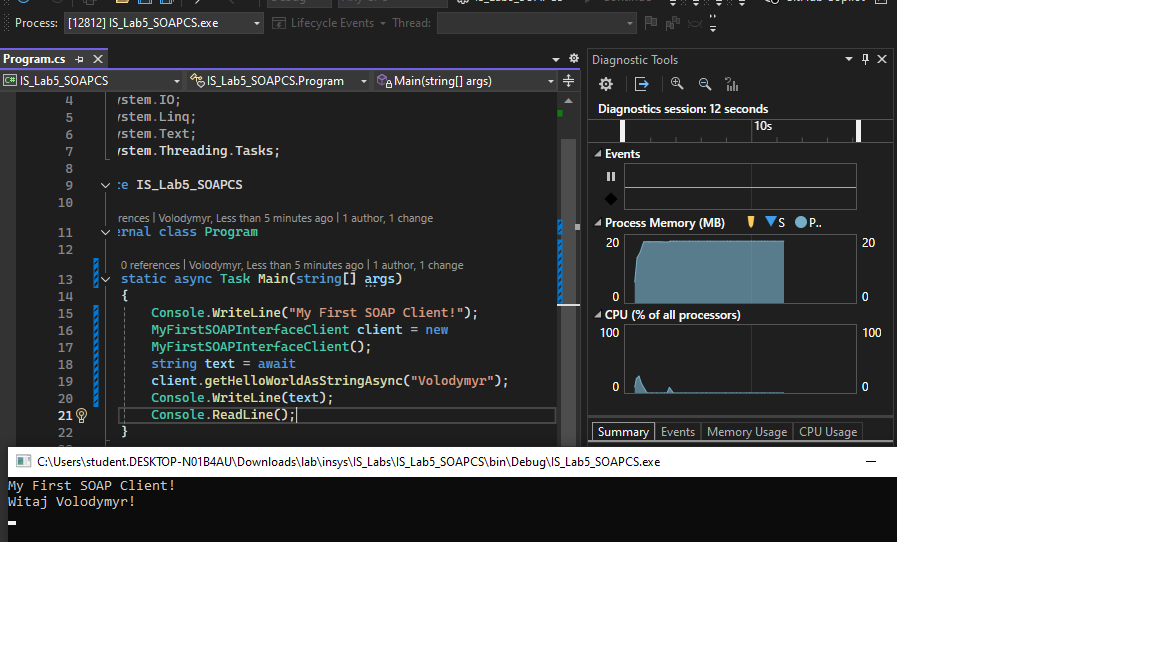 Process: [12812] IS_Lab5_SOAPCS.exe Lifecycle Events Thread:
Program.cs
IS_Lab5_SOAPCS IS_Lab5_SOAPCS.Program Main(string[] args)
4 ystem.IO;
5 ystem.Linq;
6 ystem.Text;
7 ystem.Threading.Tasks;
8
9 ce IS_Lab5_SOAPCS
10
rences | Volodymyr, Less than 5 minutes ago | 1 author, 1 change
11 ernal class Program
12
0 references | Volodymyr, Less than 5 minutes ago | 1 author, 1 change
13 static async Task Main(string[] args)
14 {
15 Console.WriteLine("My First SOAP Client!");
16 MyFirstSOAPInterfaceClient client = new
17 MyFirstSOAPInterfaceClient();
18 string text = await
19 client.getHelloWorldAsStringAsync("Volodymyr");
20 Console.WriteLine(text);
21 Console.ReadLine();
22 }
Diagnostic Tools
Diagnostics session: 12 seconds
10s
Events
Process Memory (MB) S P..
20 20
0 0
CPU (% of all processors)
100 100
0 0
Summary Events Memory Usage CPU Usage
C:\Users\student.DESKTOP-N01B4AU\Downloads\lab\insys\IS_Labs\IS_Lab5_SOAPCS\bin\Debug\IS_Lab5_SOAPCS.exe
My First SOAP Client!
Witaj Volodymyr!